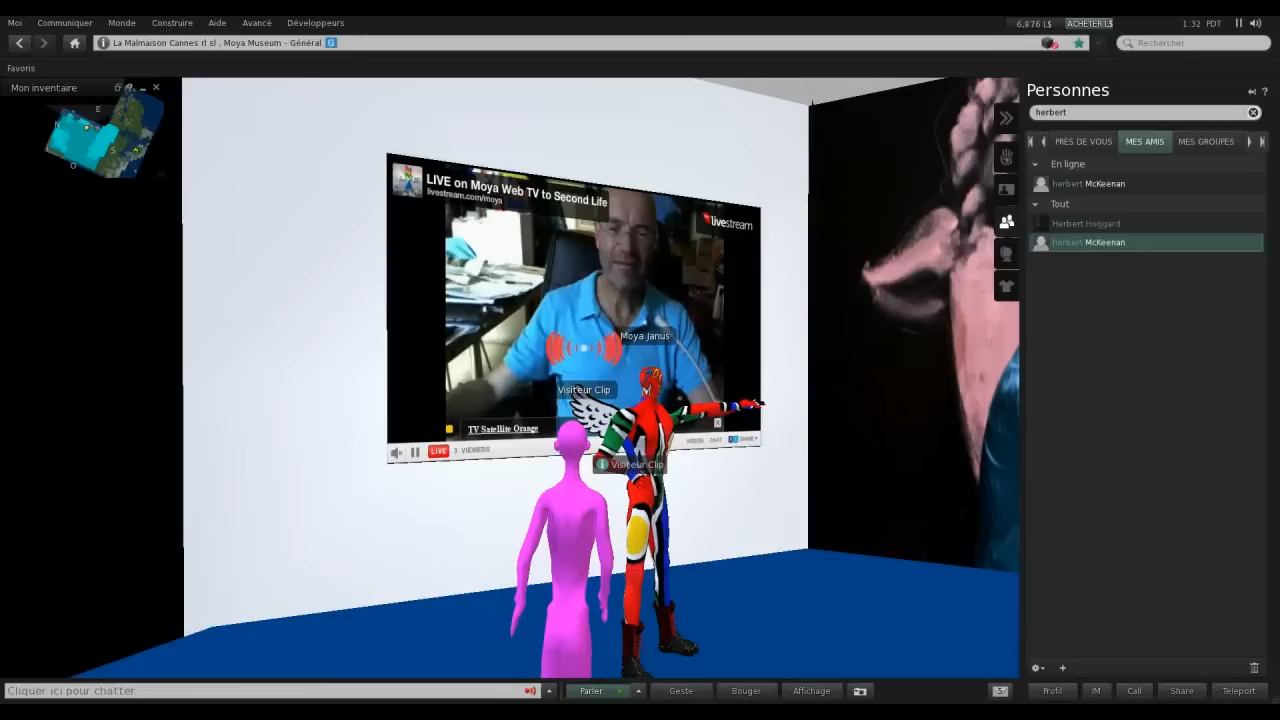 Moi Communiquer Monde Construire Aide Avancé Développeurs
6,876 L$ ACHETER L$ 1:32 PDT
La Malmaison Cannes rl sl , Moya Museum - Général G
Rechercher
Favoris
Mon inventaire
E
N
S
O
LIVE on Moya Web TV to Second Life
livestream.com/moya
livestream
Moya Janus
Visiteur Clip
TV Satellite Orange
LIVE 3 VIEWERS
VIDEOS CHAT SHARE
Visiteur Clip
Personnes
herbert
PRÈS DE VOUS MES AMIS MES GROUPES
En ligne
herbert McKeenan
Tout
Herbert Hoggard
herbert McKeenan
Cliquer ici pour chatter.
Parler Geste Bouger Affichage
5
Profil IM Call Share Teleport